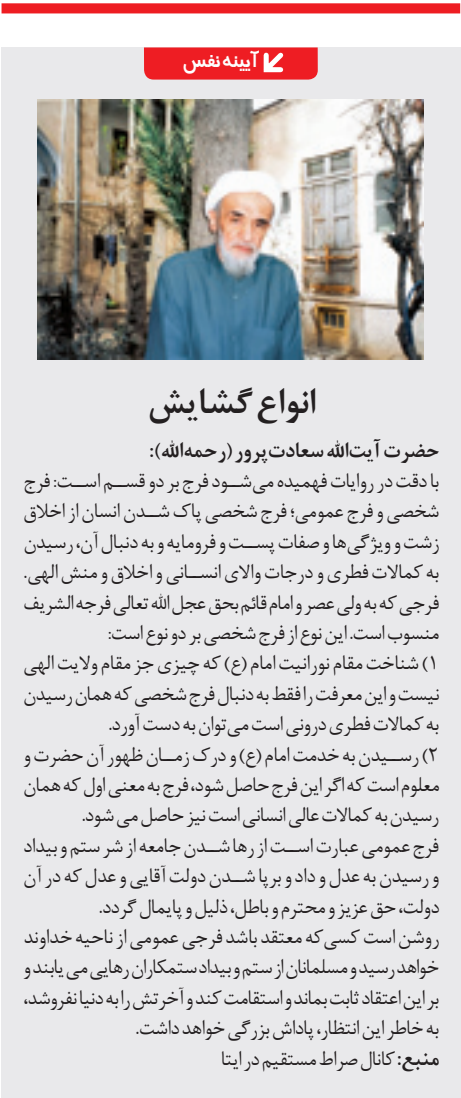 آیینه نفس
انواع گشایش
حضرت آیت‌الله سعادت‌پرور (رحمه‌الله):
با دقت در روایات فهمیده می‌شود فرج بر دو قسم است: فرج
شخصی و فرج عمومی؛ فرج شخصی پاک شدن انسان از اخلاق
زشت و ویژگی‌ها و صفات پست و فرومایه و به دنبال آن، رسیدن
به کمالات فطری و درجات والای انسانی و اخلاق و منش الهی.
فرجی که به ولی عصر و امام قائم بحق عجل الله تعالی فرجه الشریف
منسوب است. این نوع از فرج شخصی بر دو نوع است:
۱) شناخت مقام نورانیت امام (ع) که چیزی جز مقام ولایت الهی
نیست و این معرفت را فقط به دنبال فرج شخصی که همان رسیدن
به کمالات فطری درونی است می‌توان به دست آورد.
۲) رسیدن به خدمت امام (ع) و درک زمان ظهور آن حضرت و
معلوم است که اگر این فرج حاصل شود، فرج به معنی اول که همان
رسیدن به کمالات عالی انسانی است نیز حاصل می شود.
فرج عمومی عبارت است از رها شدن جامعه از شر ستم و بیداد
و رسیدن به عدل و داد و برپا شدن دولت آقایی و عدل که در آن
دولت، حق عزیز و محترم و باطل، ذلیل و پایمال گردد.
روشن است کسی که معتقد باشد فرجی عمومی از ناحیه خداوند
خواهد رسید و مسلمانان از ستم و بیداد ستمکاران رهایی می یابند و
بر این اعتقاد ثابت بماند و استقامت کند و آخرتش را به دنیا نفروشد،
به خاطر این انتظار، پاداش بزرگی خواهد داشت.
منبع: کانال صراط مستقیم در ایتا